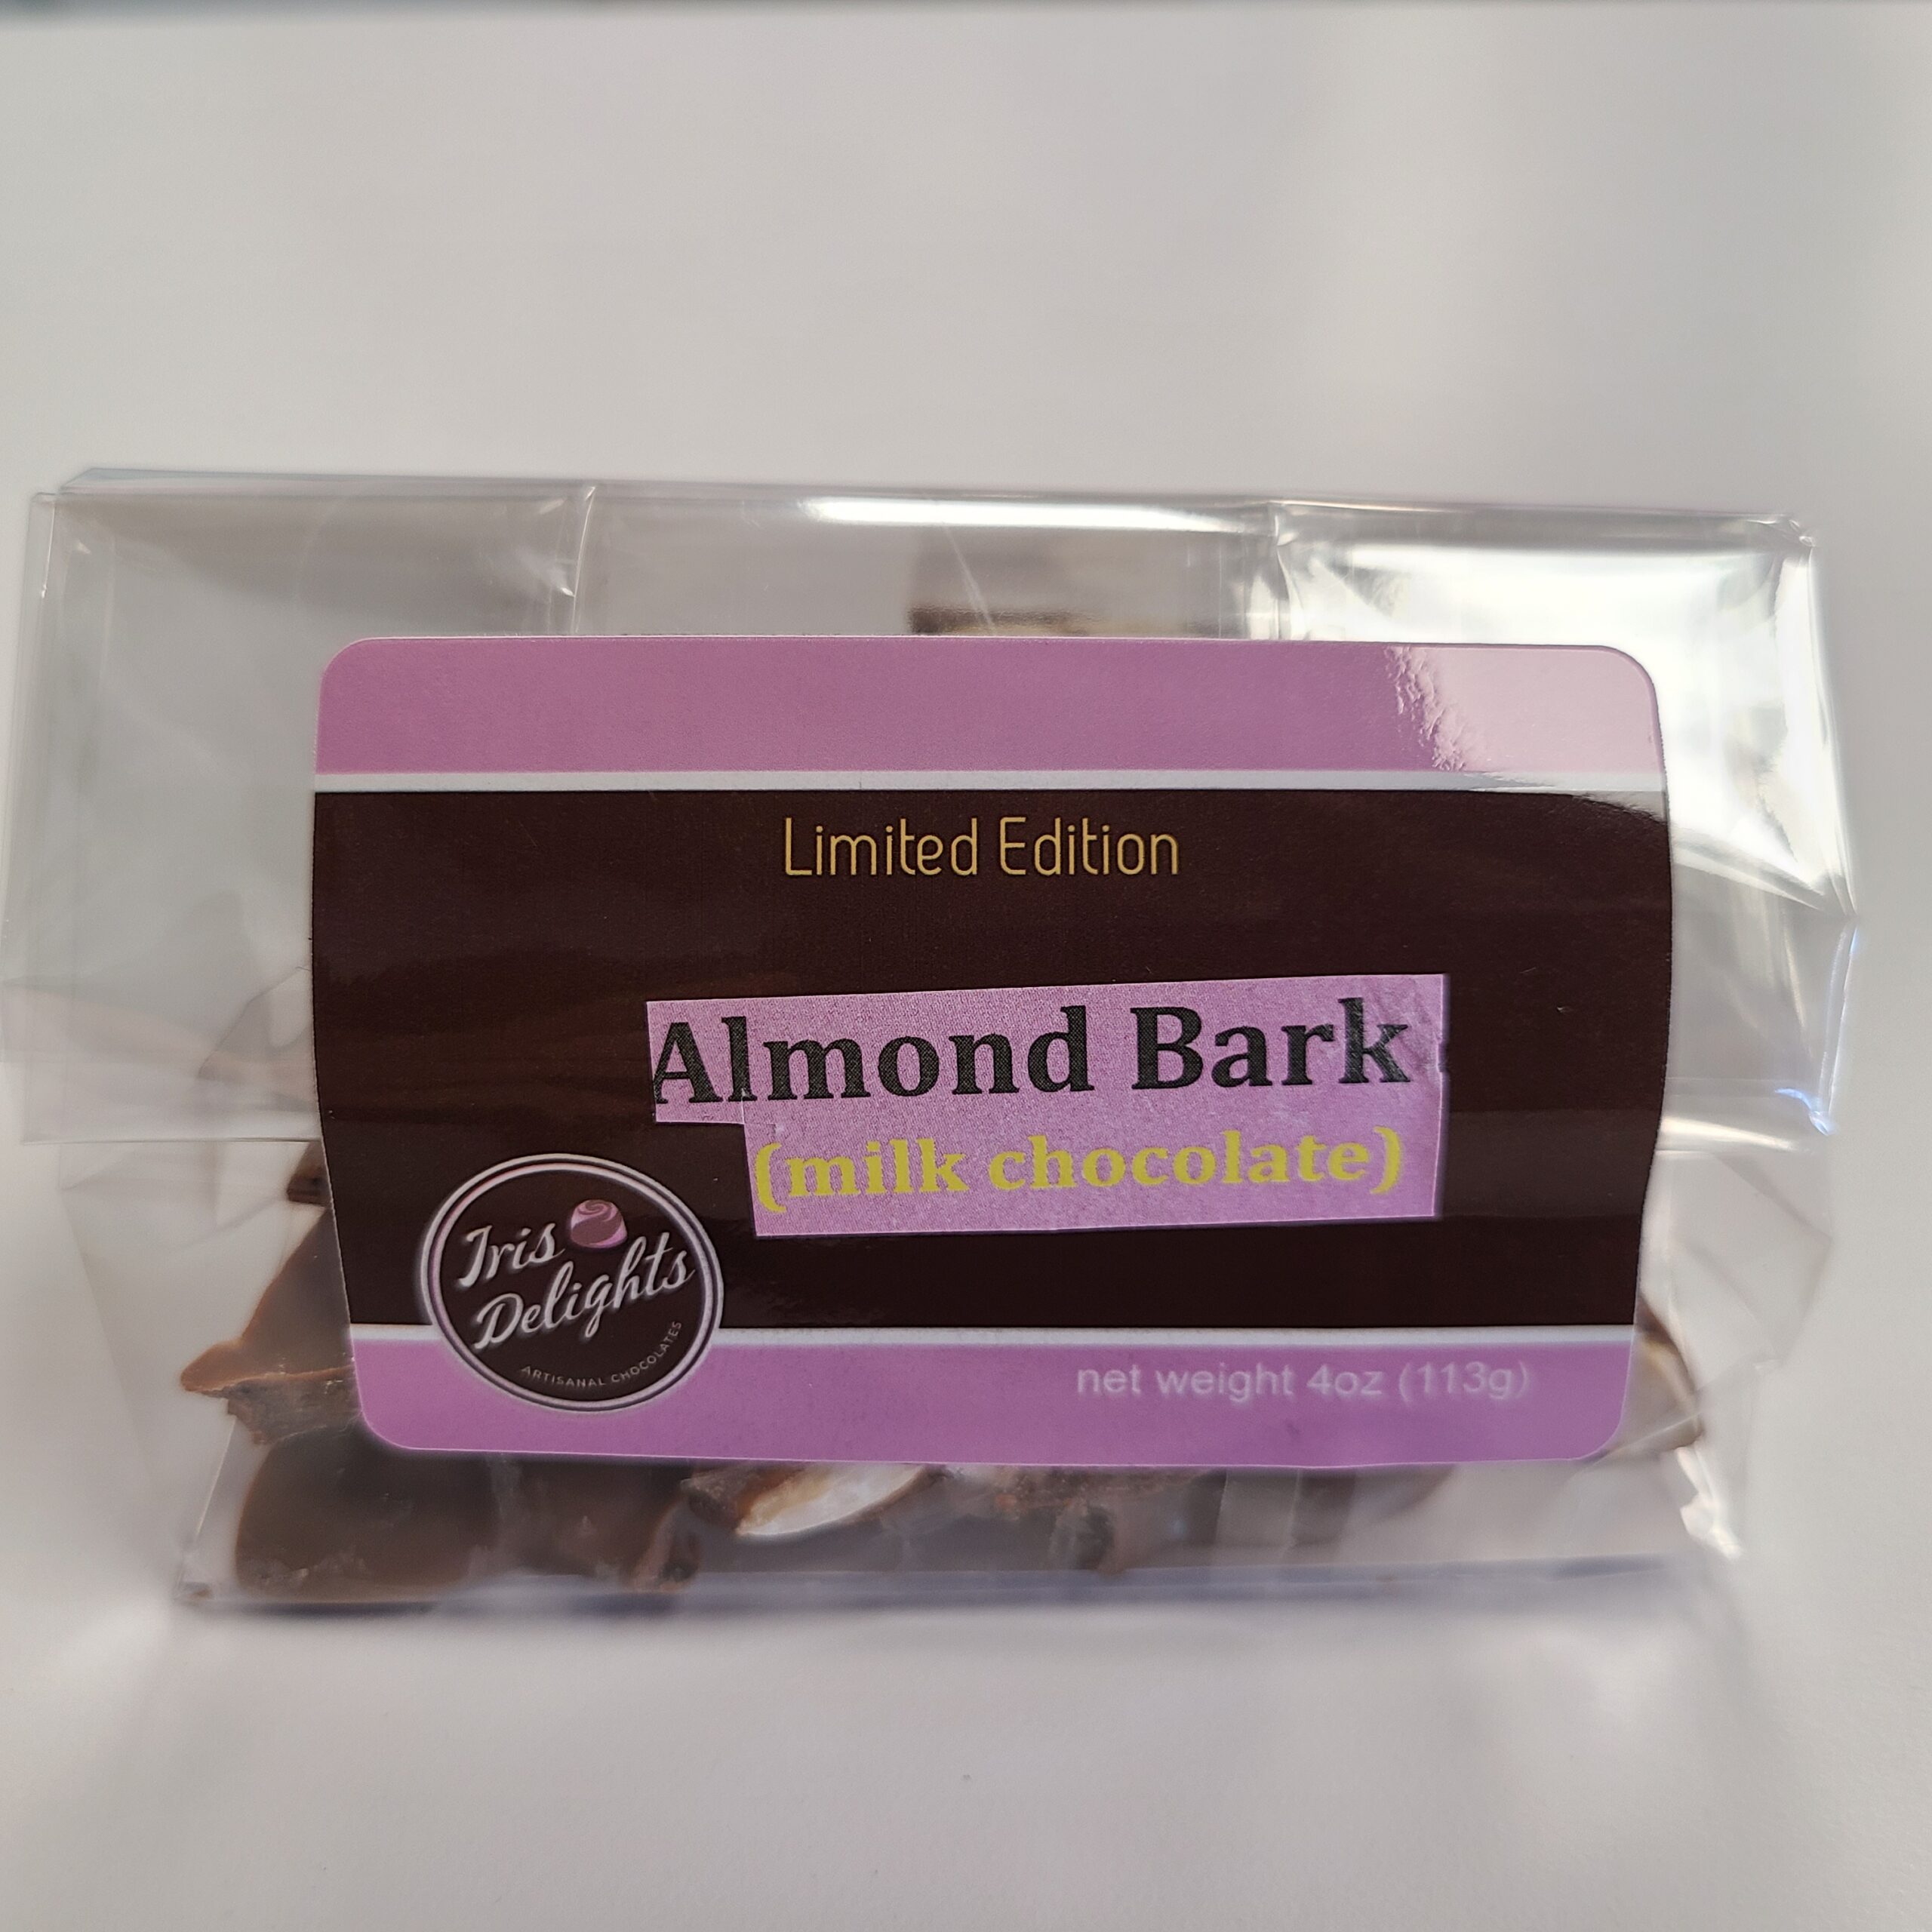 Limited Edition
Almond Bark
(milk chocolate)
Iris
Delights
ARTISANAL CHOCOLATES
net weight 4oz (113g)